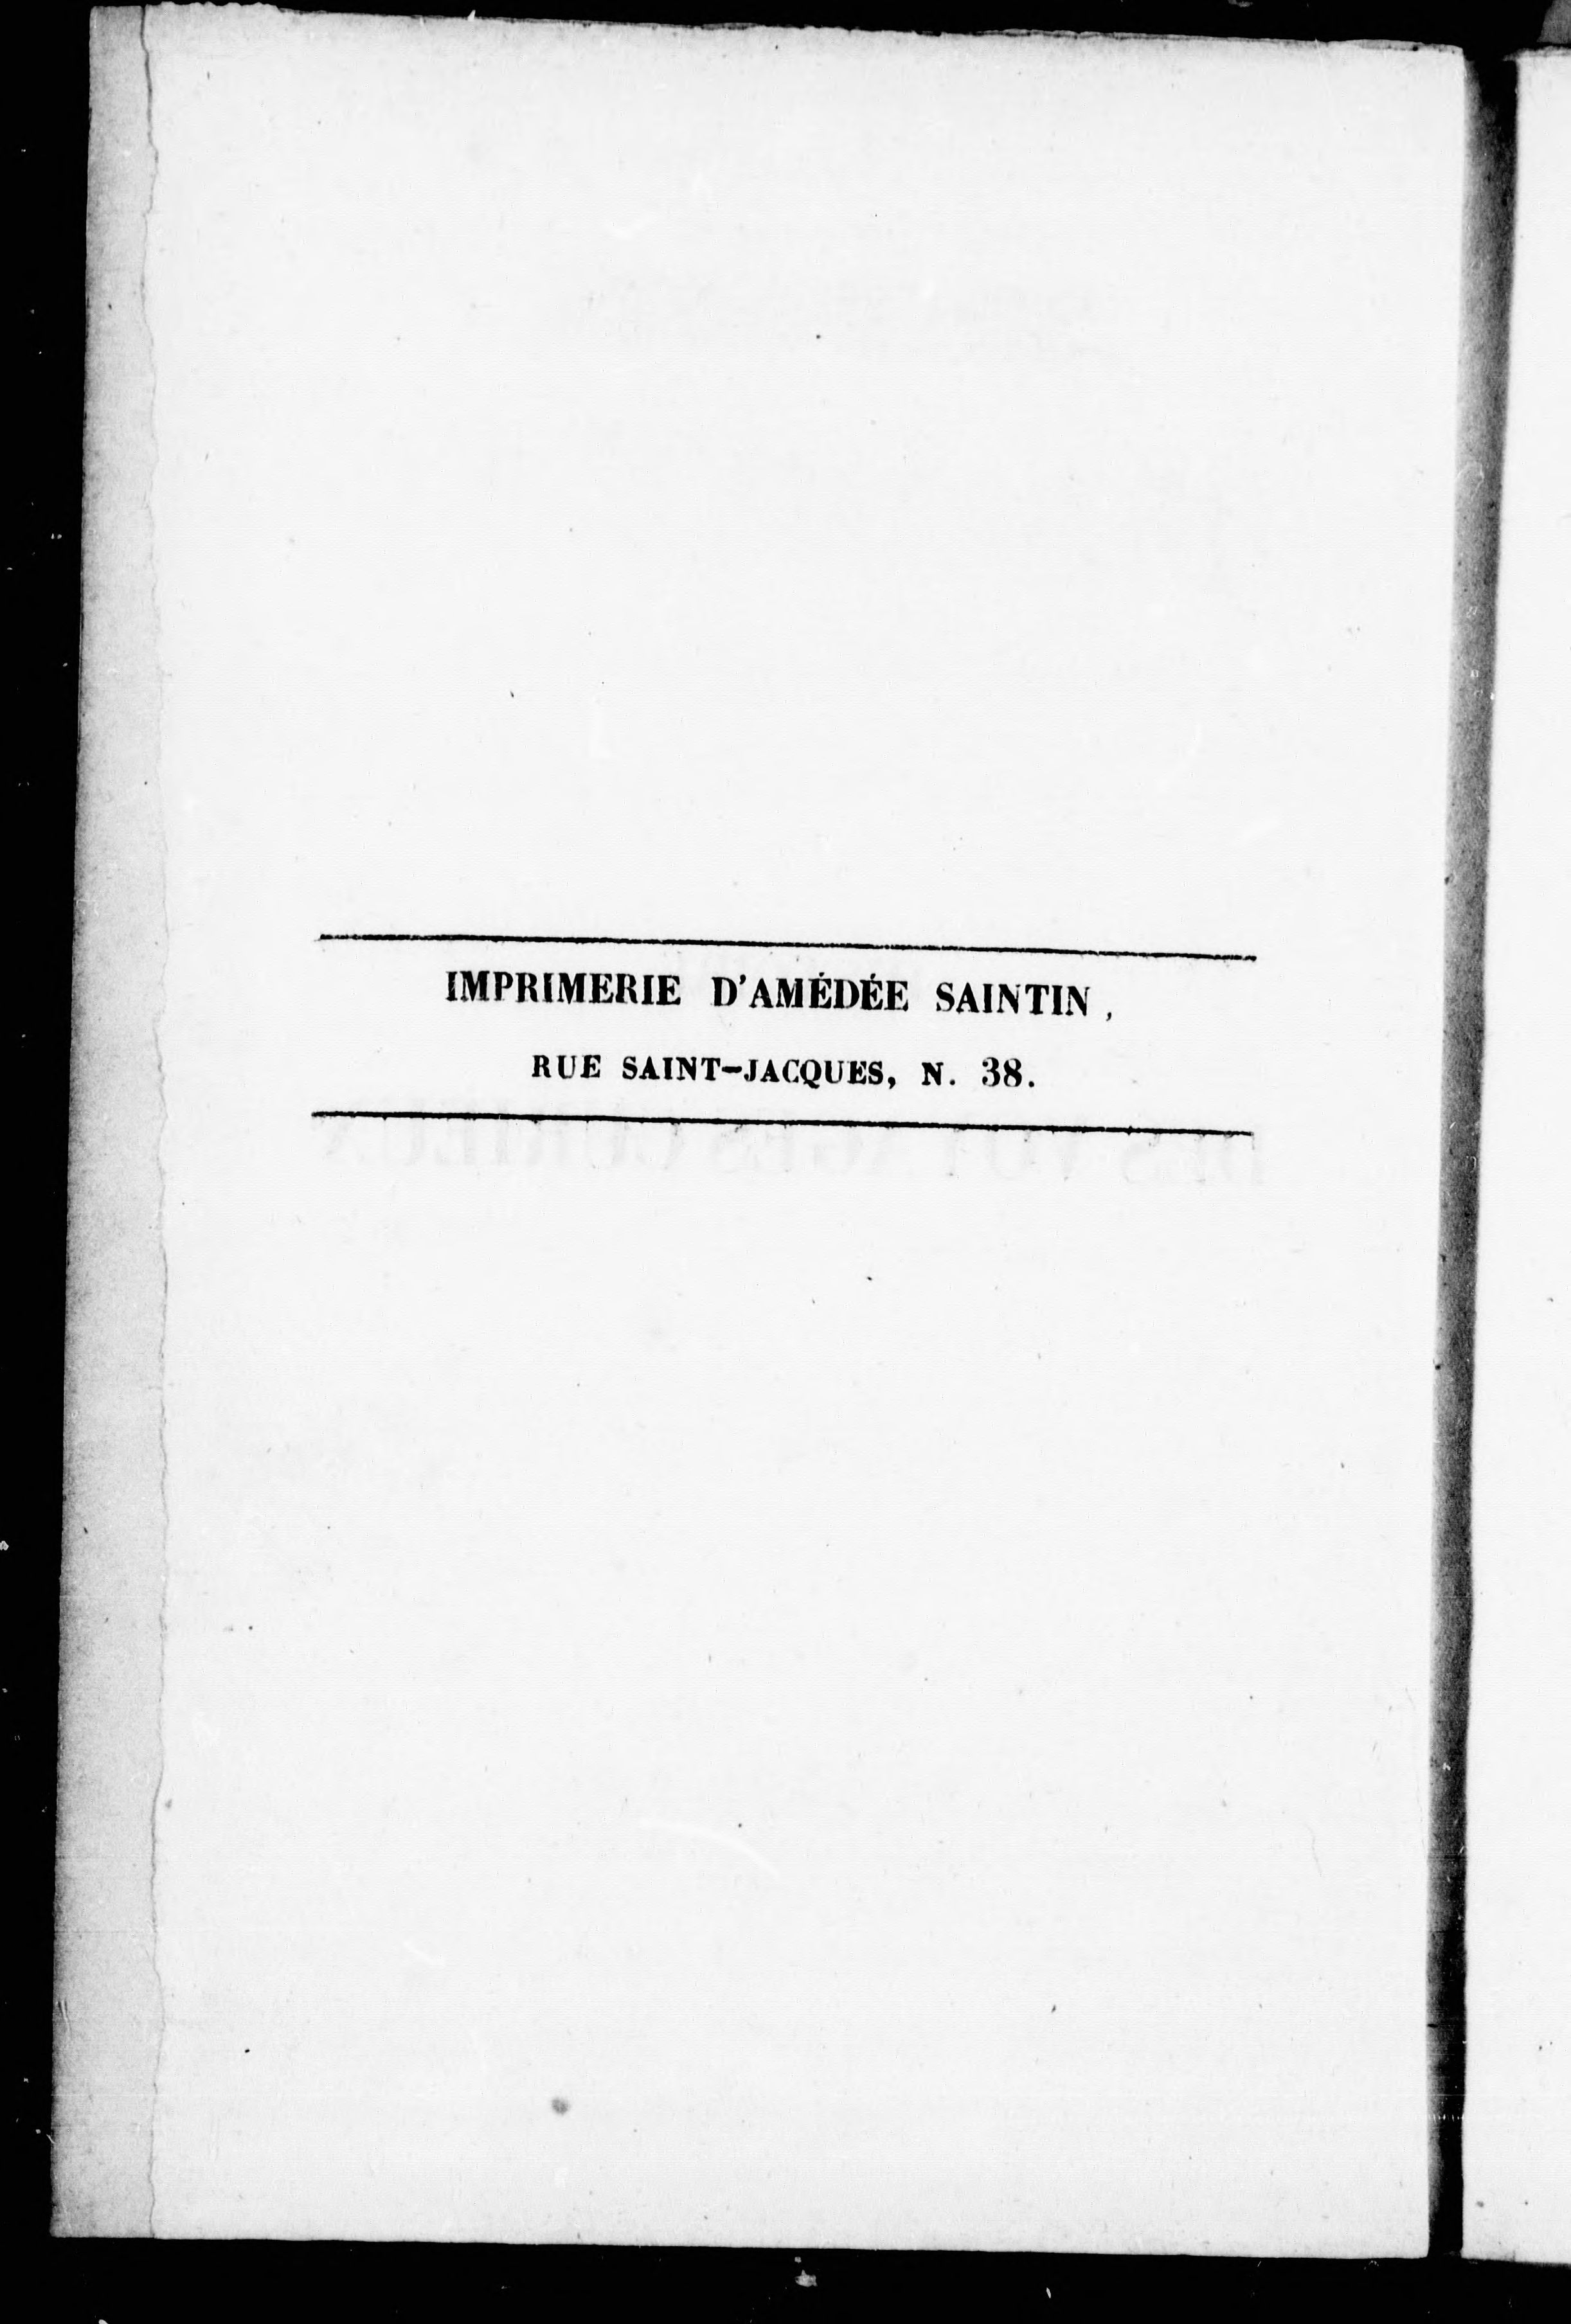 IMPRIMERIE D'AMÉDÉE SAINTIN,
RUE SAINT-JACQUES, N. 38.